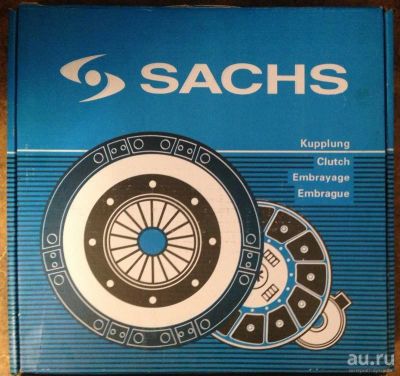 SACHS
Kupplung
Clutch
Embrayage
Embrague
au.ru